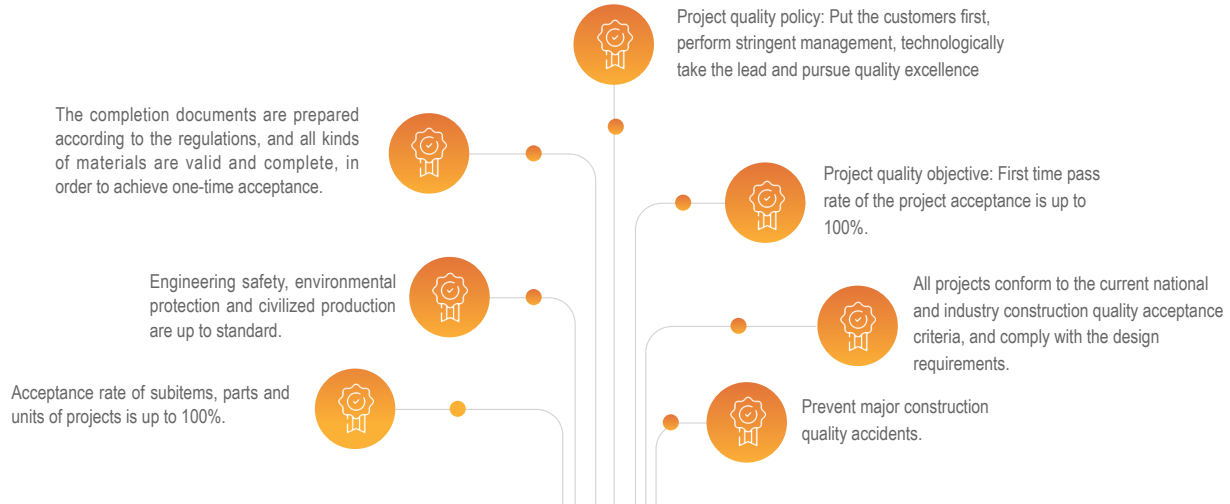 Project quality policy: Put the customers first,
perform stringent management, technologically
take the lead and pursue quality excellence
The completion documents are prepared
according to the regulations, and all kinds
of materials are valid and complete, in
order to achieve one-time acceptance.
Project quality objective: First time pass
rate of the project acceptance is up to
100%.
Engineering safety, environmental
protection and civilized production
are up to standard.
All projects conform to the current national
and industry construction quality acceptance
criteria, and comply with the design
requirements.
Acceptance rate of subitems, parts and
units of projects is up to 100%.
Prevent major construction
quality accidents.